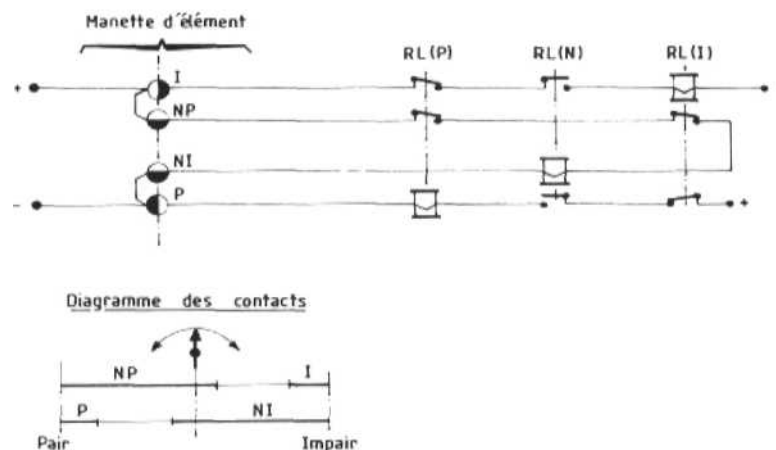 Manette d'élément
RL(P) RL(N) RL(I)
+ I
NP
NI
- P +
Diagramme des contacts
NP I
P NI
Pair Impair